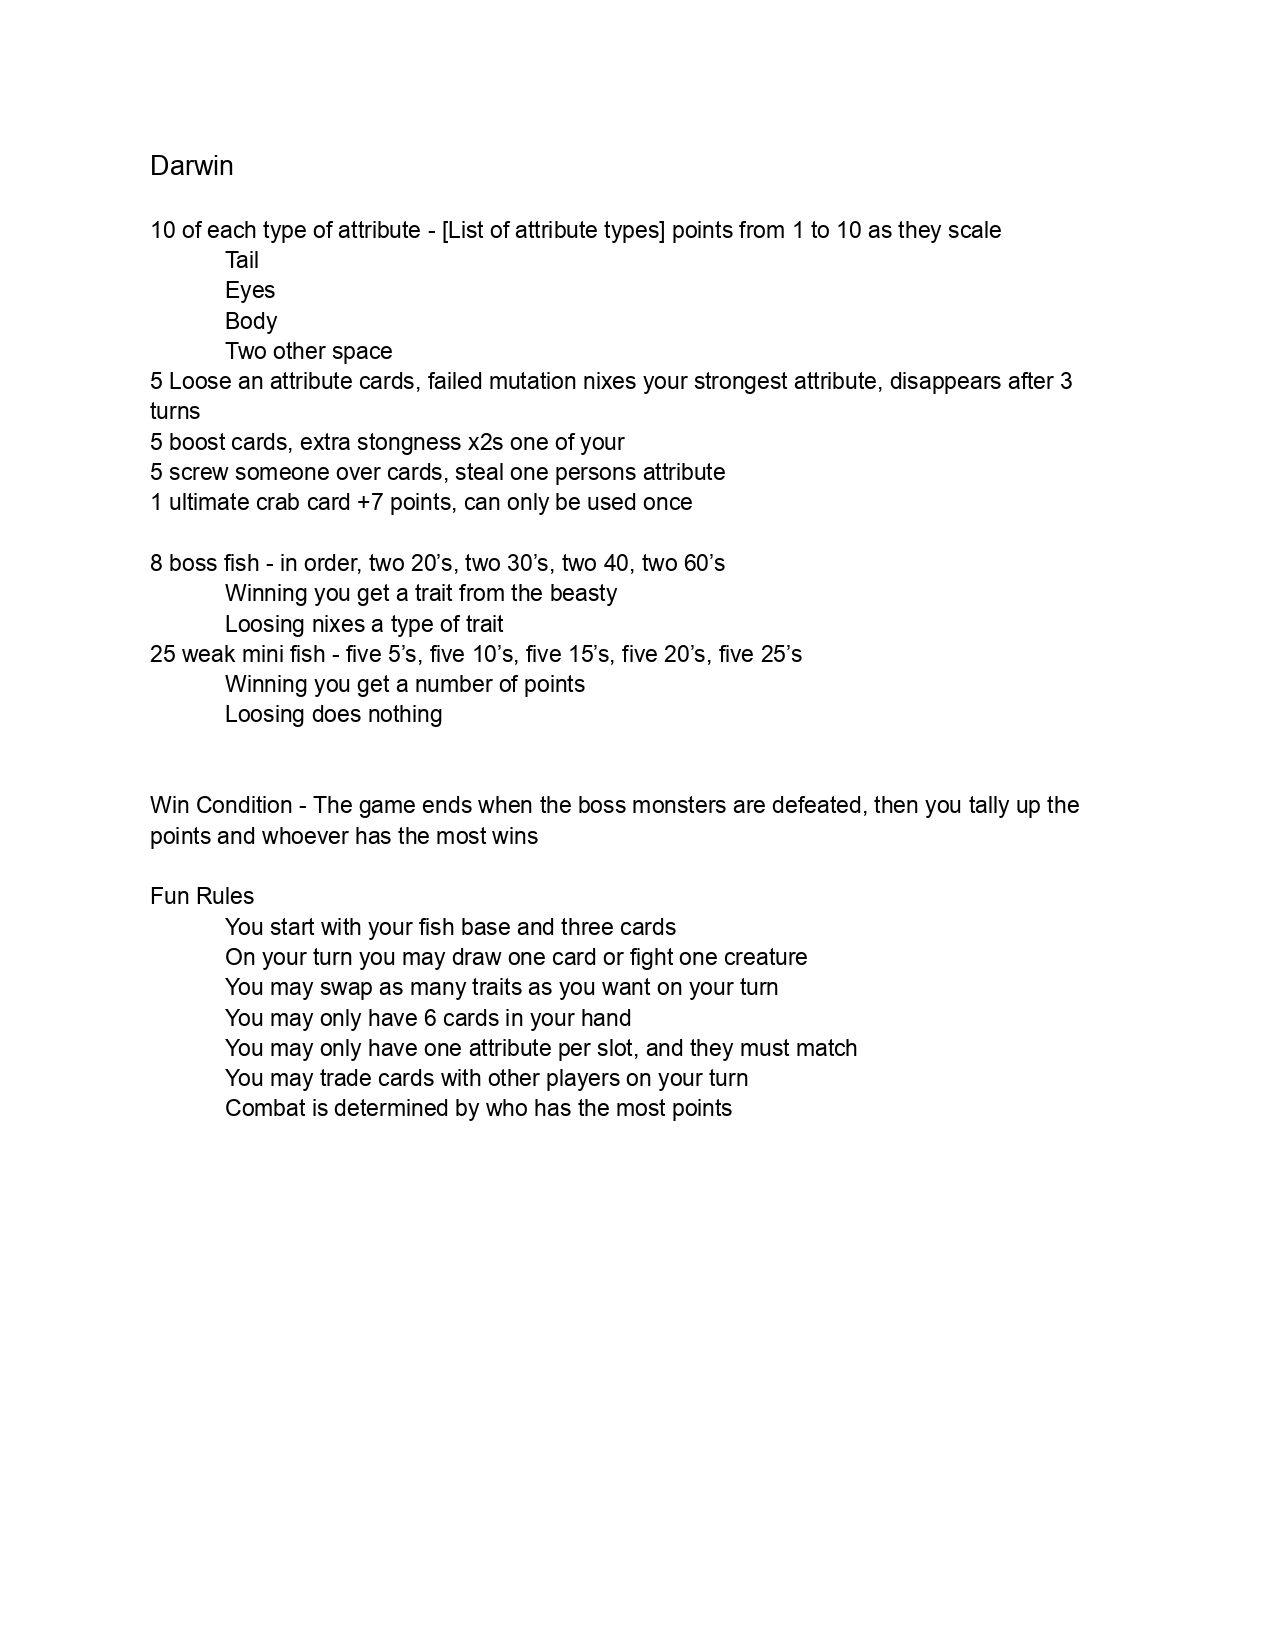 Darwin
10 of each type of attribute - [List of attribute types] points from 1 to 10 as they scale
Tail
Eyes
Body
Two other space
5 Loose an attribute cards, failed mutation nixes your strongest attribute, disappears after 3
turns
5 boost cards, extra stongness x2s one of your
5 screw someone over cards, steal one persons attribute
1 ultimate crab card +7 points, can only be used once
8 boss fish - in order, two 20’s, two 30’s, two 40, two 60’s
Winning you get a trait from the beasty
Loosing nixes a type of trait
25 weak mini fish - five 5’s, five 10’s, five 15’s, five 20’s, five 25’s
Winning you get a number of points
Loosing does nothing
Win Condition - The game ends when the boss monsters are defeated, then you tally up the
points and whoever has the most wins
Fun Rules
You start with your fish base and three cards
On your turn you may draw one card or fight one creature
You may swap as many traits as you want on your turn
You may only have 6 cards in your hand
You may only have one attribute per slot, and they must match
You may trade cards with other players on your turn
Combat is determined by who has the most points